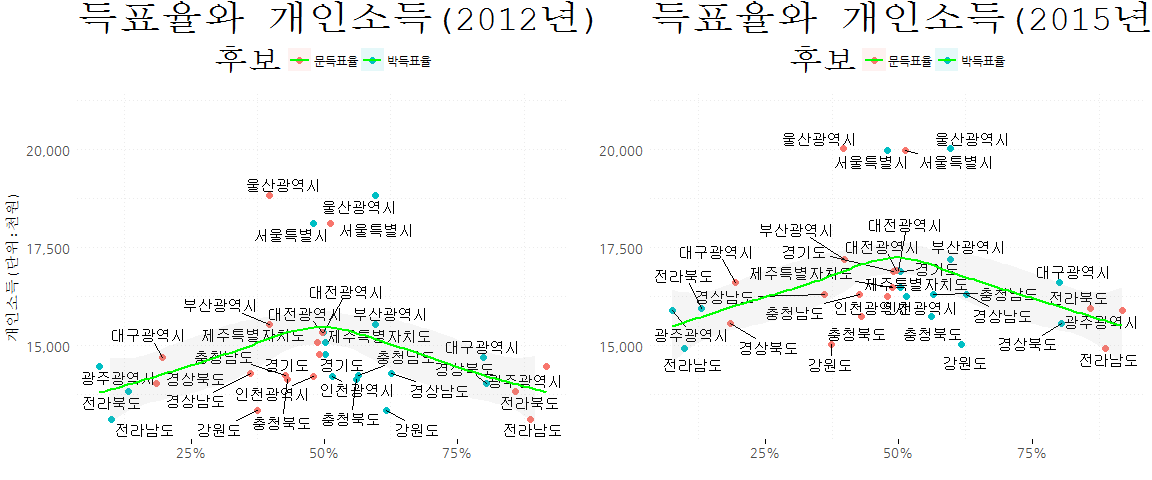 득표율와 개인소득(2012년)
후보 문득표율 박득표율
개인소득(단위:천원)
20,000
17,500
15,000
울산광역시
울산광역시
서울특별시 서울특별시
대전광역시
부산광역시 대전광역시 부산광역시
대구광역시 제주특별자치도 제주특별자치도
대구광역시
충청남도 경기도 충청남도 경상북도
광주광역시 경상북도 광주광역시
경상남도 인천광역시 인천광역시 경상남도
전라북도 전라북도
전라남도 강원도 충청북도 충청북도 강원도 전라남도
25% 50% 75%
득표율와 개인소득(2015년
후보 문득표율 박득표율
20,000
17,500
15,000
울산광역시 울산광역시
서울특별시 서울특별시
대전광역시
부산광역시
대구광역시 경기도 대전광역시 부산광역시
전라북도 제주특별자치도 경기도 대구광역시
제주특별자치도
경상남도 충청남도 전라북도
충청남도 인천광역시 인천광역시 경상남도
광주광역시 광주광역시
경상북도 충청북도 충청북도 경상북도
전라남도 강원도 강원도 전라남도
25% 50% 75%